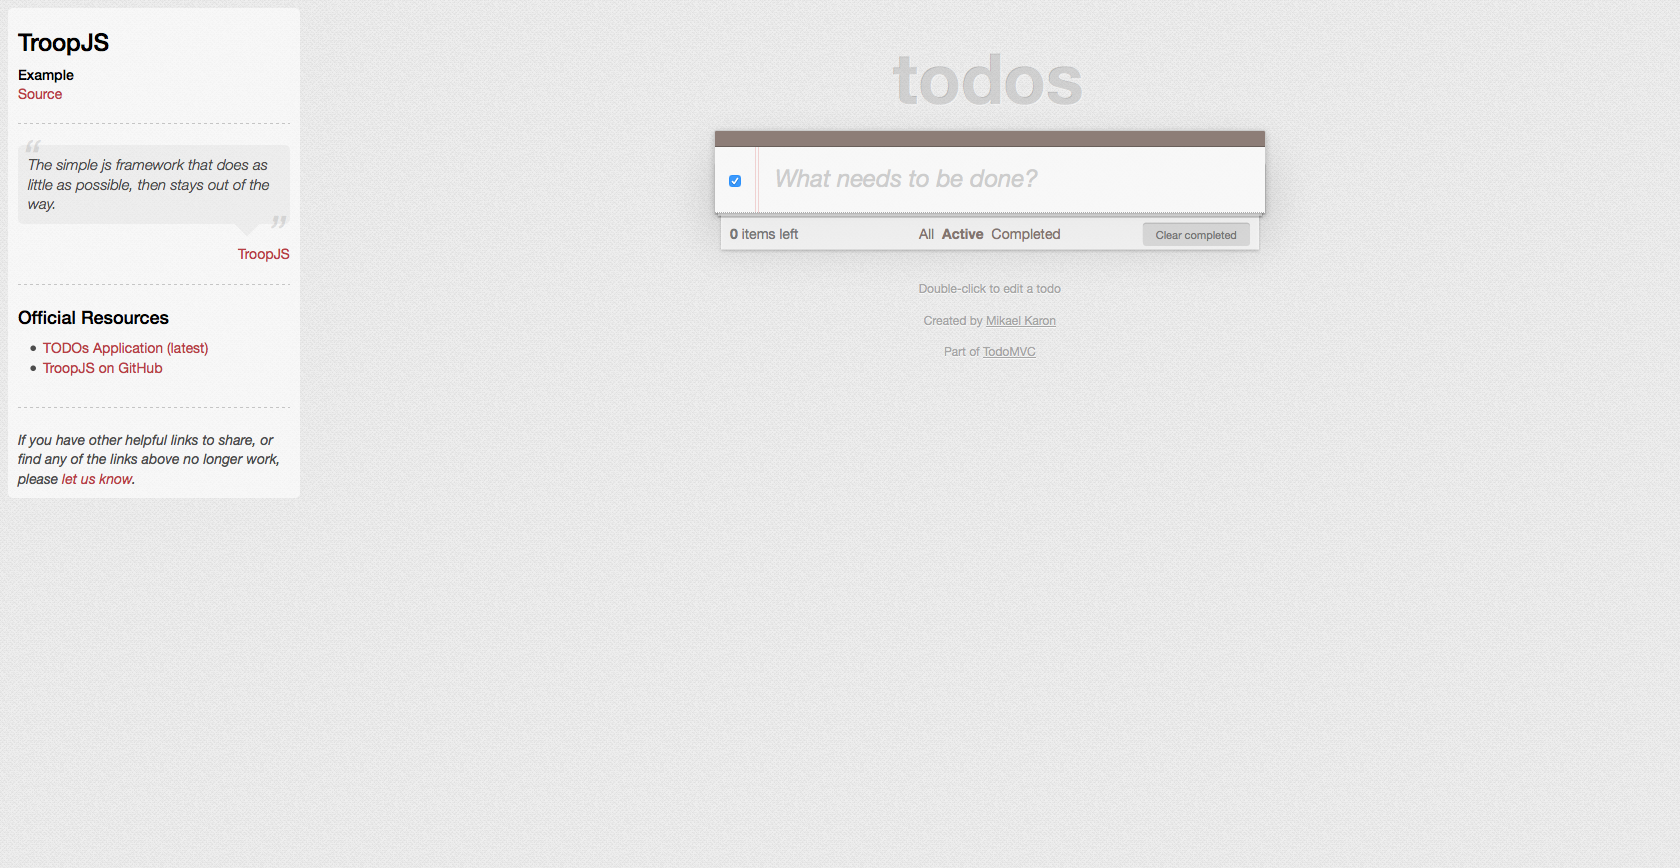 TroopJS
Example
Source
“
The simple js framework that does as
little as possible, then stays out of the
way.
”
TroopJS
Official Resources
• TODOs Application (latest)
• TroopJS on GitHub
If you have other helpful links to share, or
find any of the links above no longer work,
please let us know.
todos
What needs to be done?
0 items left All Active Completed Clear completed
Double-click to edit a todo
Created by Mikael Karon
Part of TodoMVC